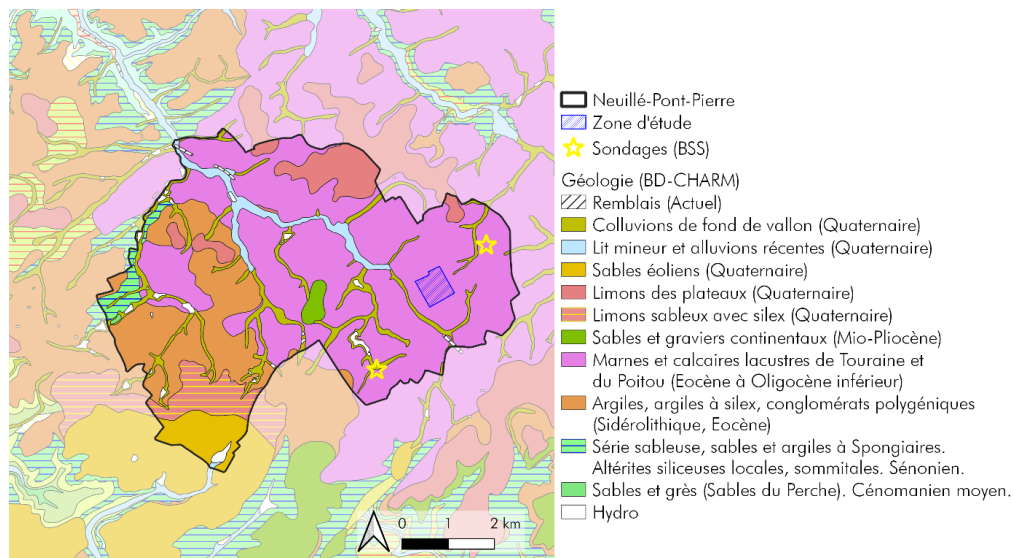 Neuillé-Pont-Pierre
Zone d'étude
Sondages (BSS)
Géologie (BD-CHARM)
Remblais (Actuel)
Colluvions de fond de vallon (Quaternaire)
Lit mineur et alluvions récentes (Quaternaire)
Sables éoliens (Quaternaire)
Limons des plateaux (Quaternaire)
Limons sableux avec silex (Quaternaire)
Sables et graviers continentaux (Mio-Pliocène)
Marnes et calcaires lacustres de Touraine et
du Poitou (Eocène à Oligocène inférieur)
Argiles, argiles à silex, conglomérats polygéniques
(Sidérolithique, Eocène)
Série sableuse, sables et argiles à Spongiaires.
Altérites siliceuses locales, sommitales. Sénonien.
Sables et grès (Sables du Perche). Cénomanien moyen.
Hydro
0 1 2 km